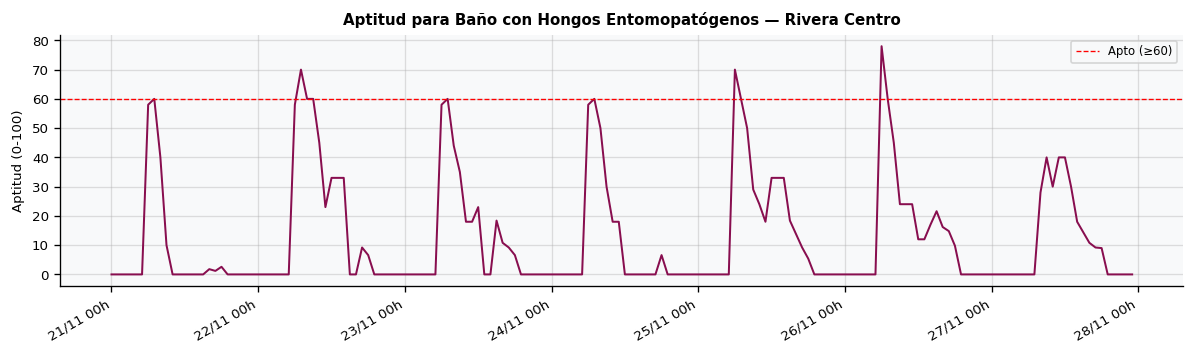 Aptitud para Baño con Hongos Entomopatógenos — Rivera Centro
Apto (≥60)
Aptitud (0-100)
80
70
60
50
40
30
20
10
0
21/11 00h
22/11 00h
23/11 00h
24/11 00h
25/11 00h
26/11 00h
27/11 00h
28/11 00h